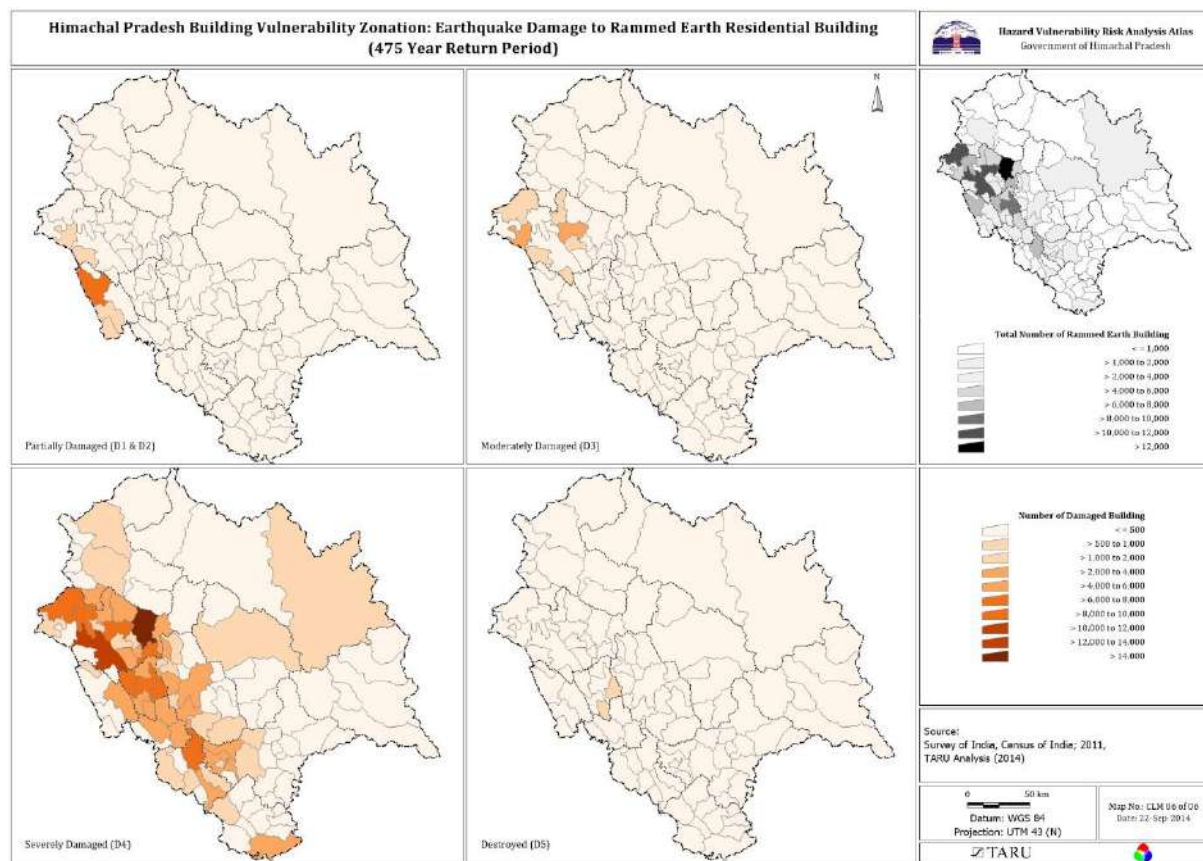 Himachal Pradesh Building Vulnerability Zonation: Earthquake Damage to Rammed Earth Residential Building
(475 Year Return Period)
Hazard Vulnerability Risk Analysis Atlas
Government of Himachal Pradesh
N
Partially Damaged (D1 & D2)
Moderately Damaged (D3)
Total Number of Rammed Earth Building
< = 1,000
> 1,000 to 2,000
> 2,000 to 4,000
> 4,000 to 6,000
> 6,000 to 8,000
> 8,000 to 10,000
> 10,000 to 12,000
> 12,000
Severely Damaged (D4)
Destroyed (D5)
Number of Damaged Building
< = 500
> 500 to 1,000
> 1,000 to 2,000
> 2,000 to 4,000
> 4,000 to 6,000
> 6,000 to 8,000
> 8,000 to 10,000
> 10,000 to 12,000
> 12,000 to 14,000
> 14,000
Source:
Survey of India, Census of India; 2011,
TARU Analysis (2014)
0 50 km
Datum: WGS 84
Projection: UTM 43 (N)
Map No.: CLM 06 of 06
Date: 22-Sep 2014
TARU